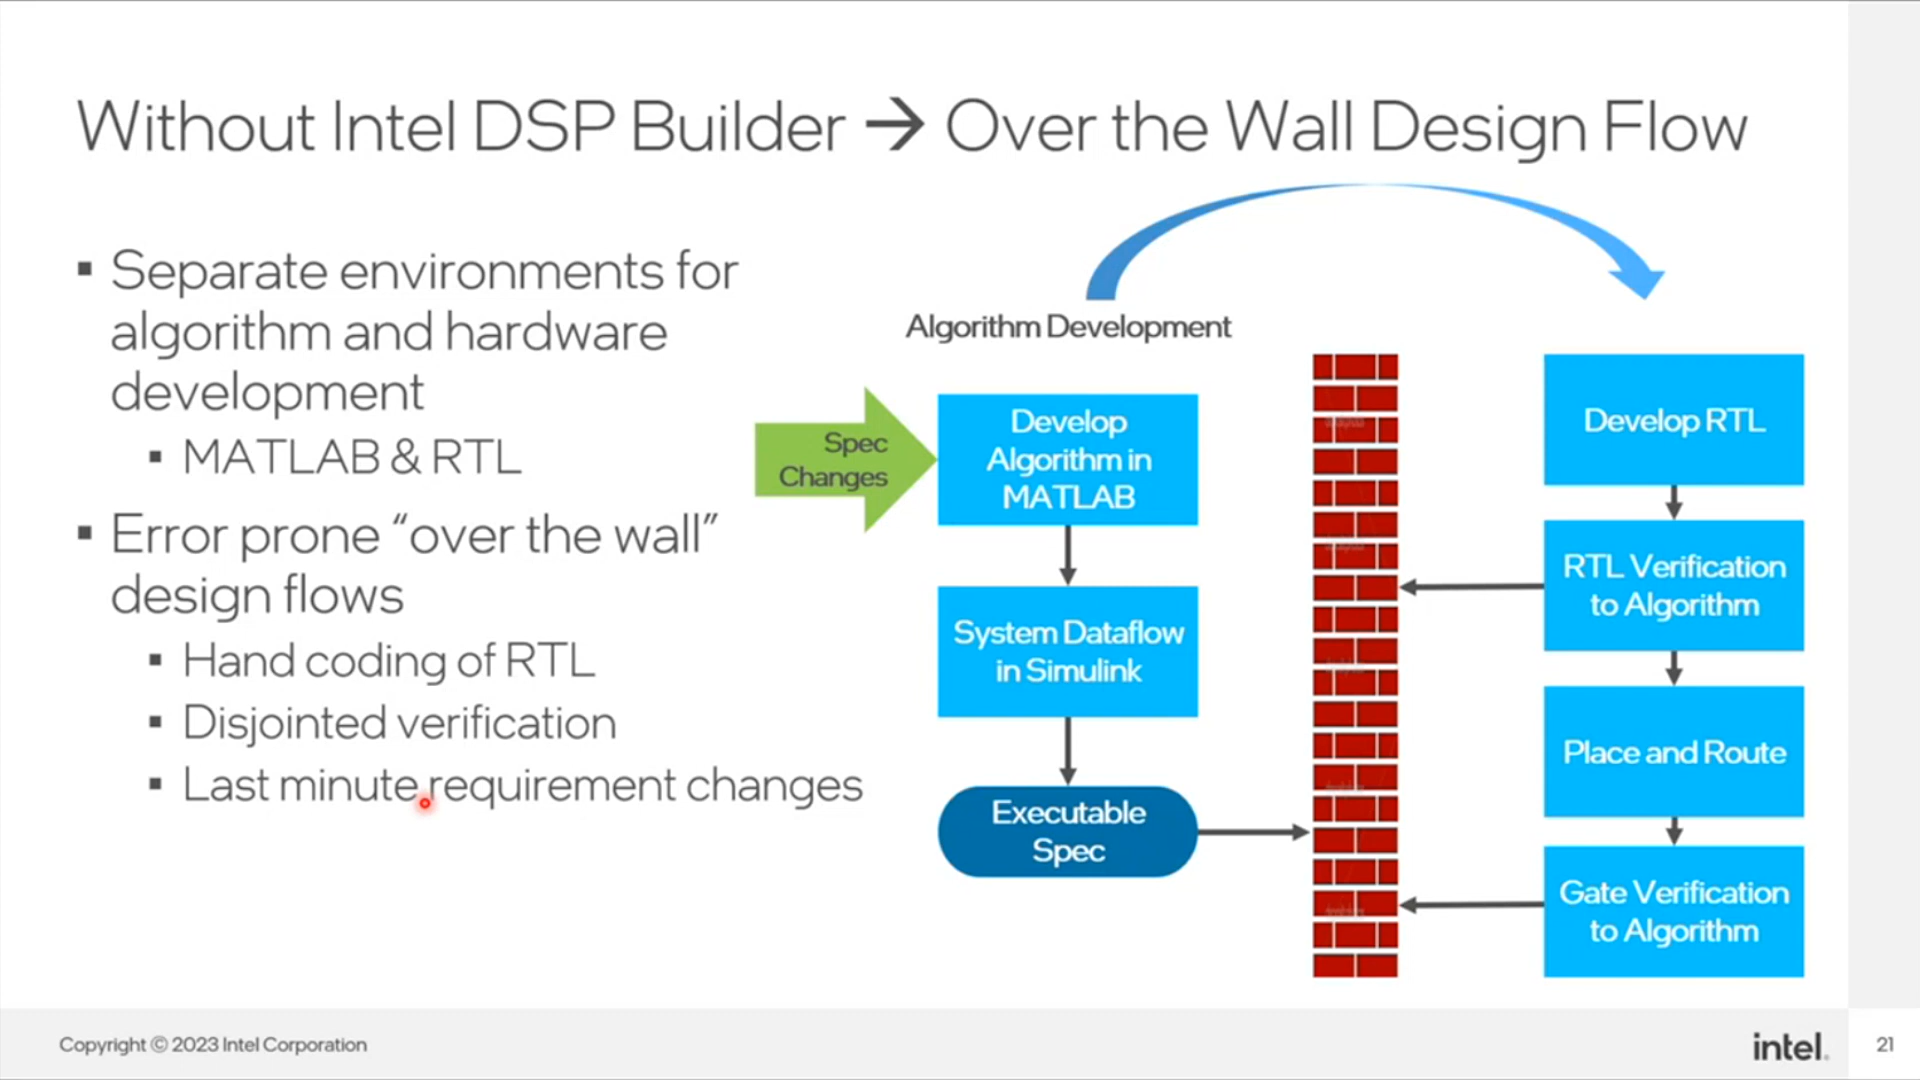 Without Intel DSP Builder → Over the Wall Design Flow
▪ Separate environments for
algorithm and hardware
development
▪ MATLAB & RTL
▪ Error prone “over the wall”
design flows
▪ Hand coding of RTL
▪ Disjointed verification
▪ Last minute requirement changes
Algorithm Development
Spec
Changes
Develop
Algorithm in
MATLAB
System Dataflow
in Simulink
Executable
Spec
Develop RTL
RTL Verification
to Algorithm
Place and Route
Gate Verification
to Algorithm
Copyright © 2023 Intel Corporation
intel.
21